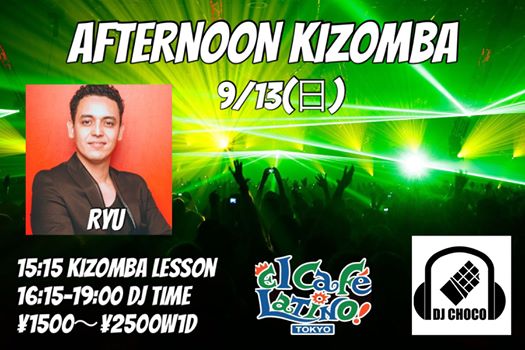 AFTERNOON KIZOMBA
9/13(日)
RYU
15:15 KIZOMBA LESSON
16:15-19:00 DJ TIME
¥1500～¥2500W1D
El Café
LATINO!
TOKYO
DJ CHOCO